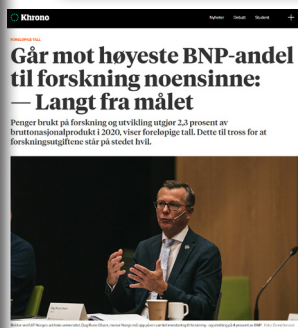 Khrono
Nyheter Debatt Student
FORELØPIGE TALL
Går mot høyeste BNP-andel
til forskning noensinne:
— Langt fra målet
Penger brukt på forskning og utvikling utgjør 2,3 prosent av
bruttonasjonalprodukt i 2020, viser foreløpige tall. Dette til tross for at
forskningsutgiftene står på stedet hvil.